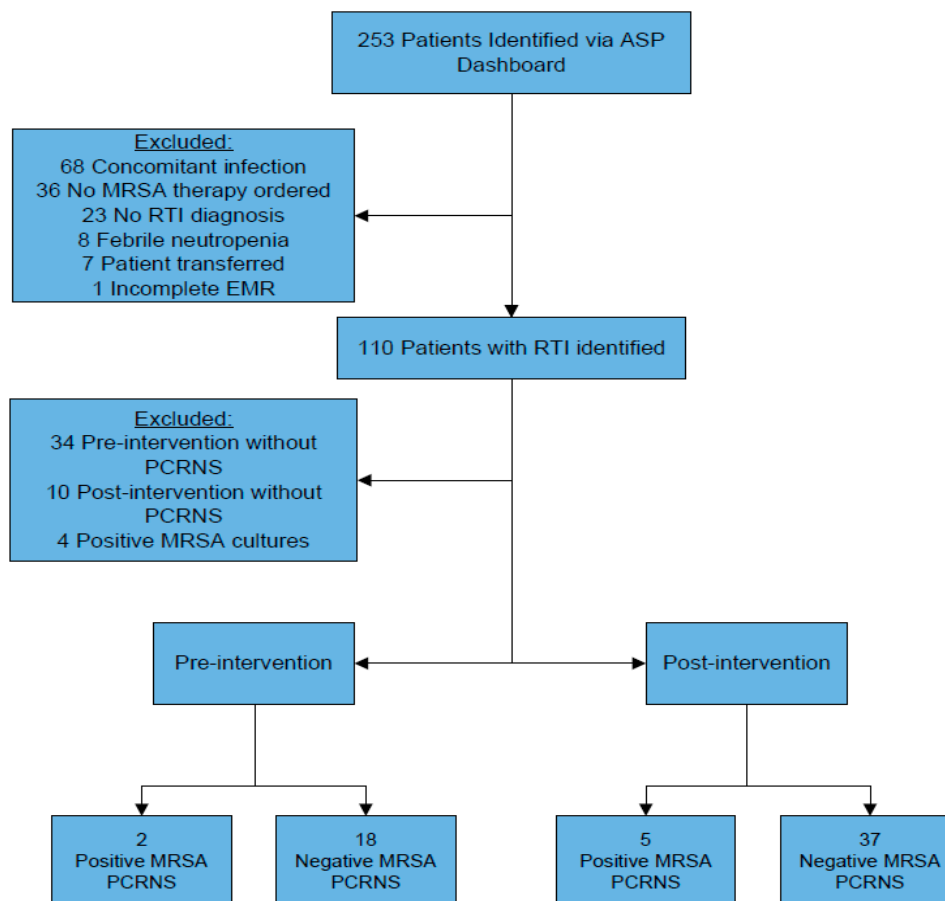 253 Patients Identified via ASP
Dashboard
Excluded:
68 Concomitant infection
36 No MRSA therapy ordered
23 No RTI diagnosis
8 Febrile neutropenia
7 Patient transferred
1 Incomplete EMR
110 Patients with RTI identified
Excluded:
34 Pre-intervention without
PCRNS
10 Post-intervention without
PCRNS
4 Positive MRSA cultures
Pre-intervention
Post-intervention
2
Positive MRSA
PCRNS
18
Negative MRSA
PCRNS
5
Positive MRSA
PCRNS
37
Negative MRSA
PCRNS